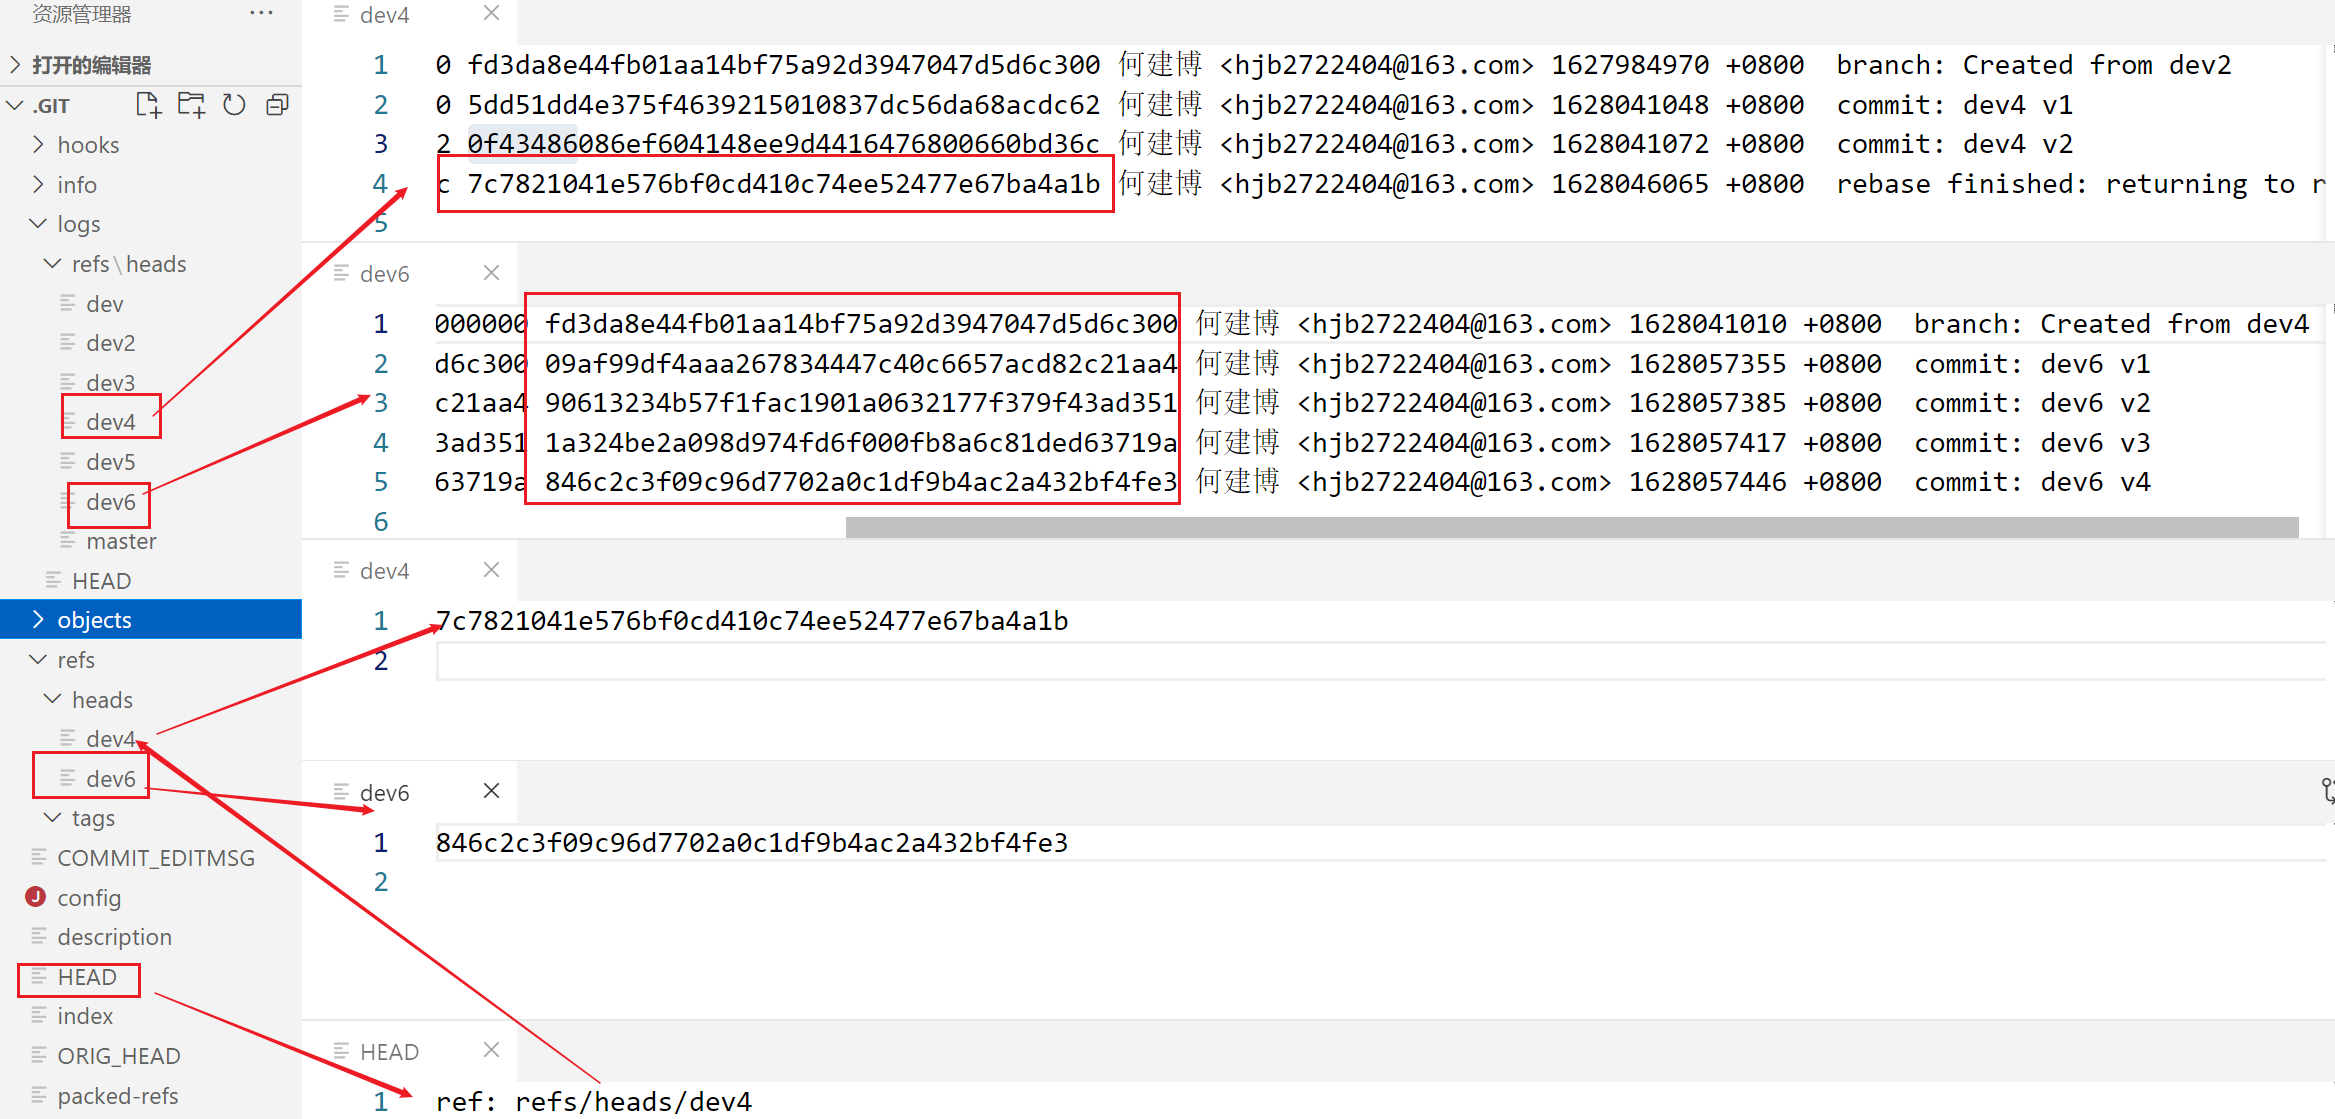 资源管理器
打开的编辑器
.GIT
hooks
info
logs
refs\heads
dev
dev2
dev3
dev4
dev5
dev6
master
HEAD
objects
refs
heads
dev4
dev6
tags
COMMIT_EDITMSG
J config
description
HEAD
index
ORIG_HEAD
packed-refs
dev4
1 0 fd3da8e44fb01aa14bf75a92d3947047d5d6c300 何建博 <hjb2722404@163.com> 1627984970 +0800 branch: Created from dev2
2 0 5dd51dd4e375f4639215010837dc56da68acdc62 何建博 <hjb2722404@163.com> 1628041048 +0800 commit: dev4 v1
3 2 0f43486086ef604148ee9d4416476800660bd36c 何建博 <hjb2722404@163.com> 1628041072 +0800 commit: dev4 v2
4 c 7c7821041e576bf0cd410c74ee52477e67ba4a1b 何建博 <hjb2722404@163.com> 1628046065 +0800 rebase finished: returning to r
5
dev6
1 000000 fd3da8e44fb01aa14bf75a92d3947047d5d6c300 何建博 <hjb2722404@163.com> 1628041010 +0800 branch: Created from dev4
2 d6c300 09af99df4aaa267834447c40c6657acd82c21aa4 何建博 <hjb2722404@163.com> 1628057355 +0800 commit: dev6 v1
3 c21aa4 90613234b57f1fac1901a0632177f379f43ad351 何建博 <hjb2722404@163.com> 1628057385 +0800 commit: dev6 v2
4 3ad351 1a324be2a098d974fd6f000fb8a6c81ded63719a 何建博 <hjb2722404@163.com> 1628057417 +0800 commit: dev6 v3
5 63719a 846c2c3f09c96d7702a0c1df9b4ac2a432bf4fe3 何建博 <hjb2722404@163.com> 1628057446 +0800 commit: dev6 v4
6
dev4
1 7c7821041e576bf0cd410c74ee52477e67ba4a1b
2
dev6
1 846c2c3f09c96d7702a0c1df9b4ac2a432bf4fe3
2
HEAD
1 ref: refs/heads/dev4